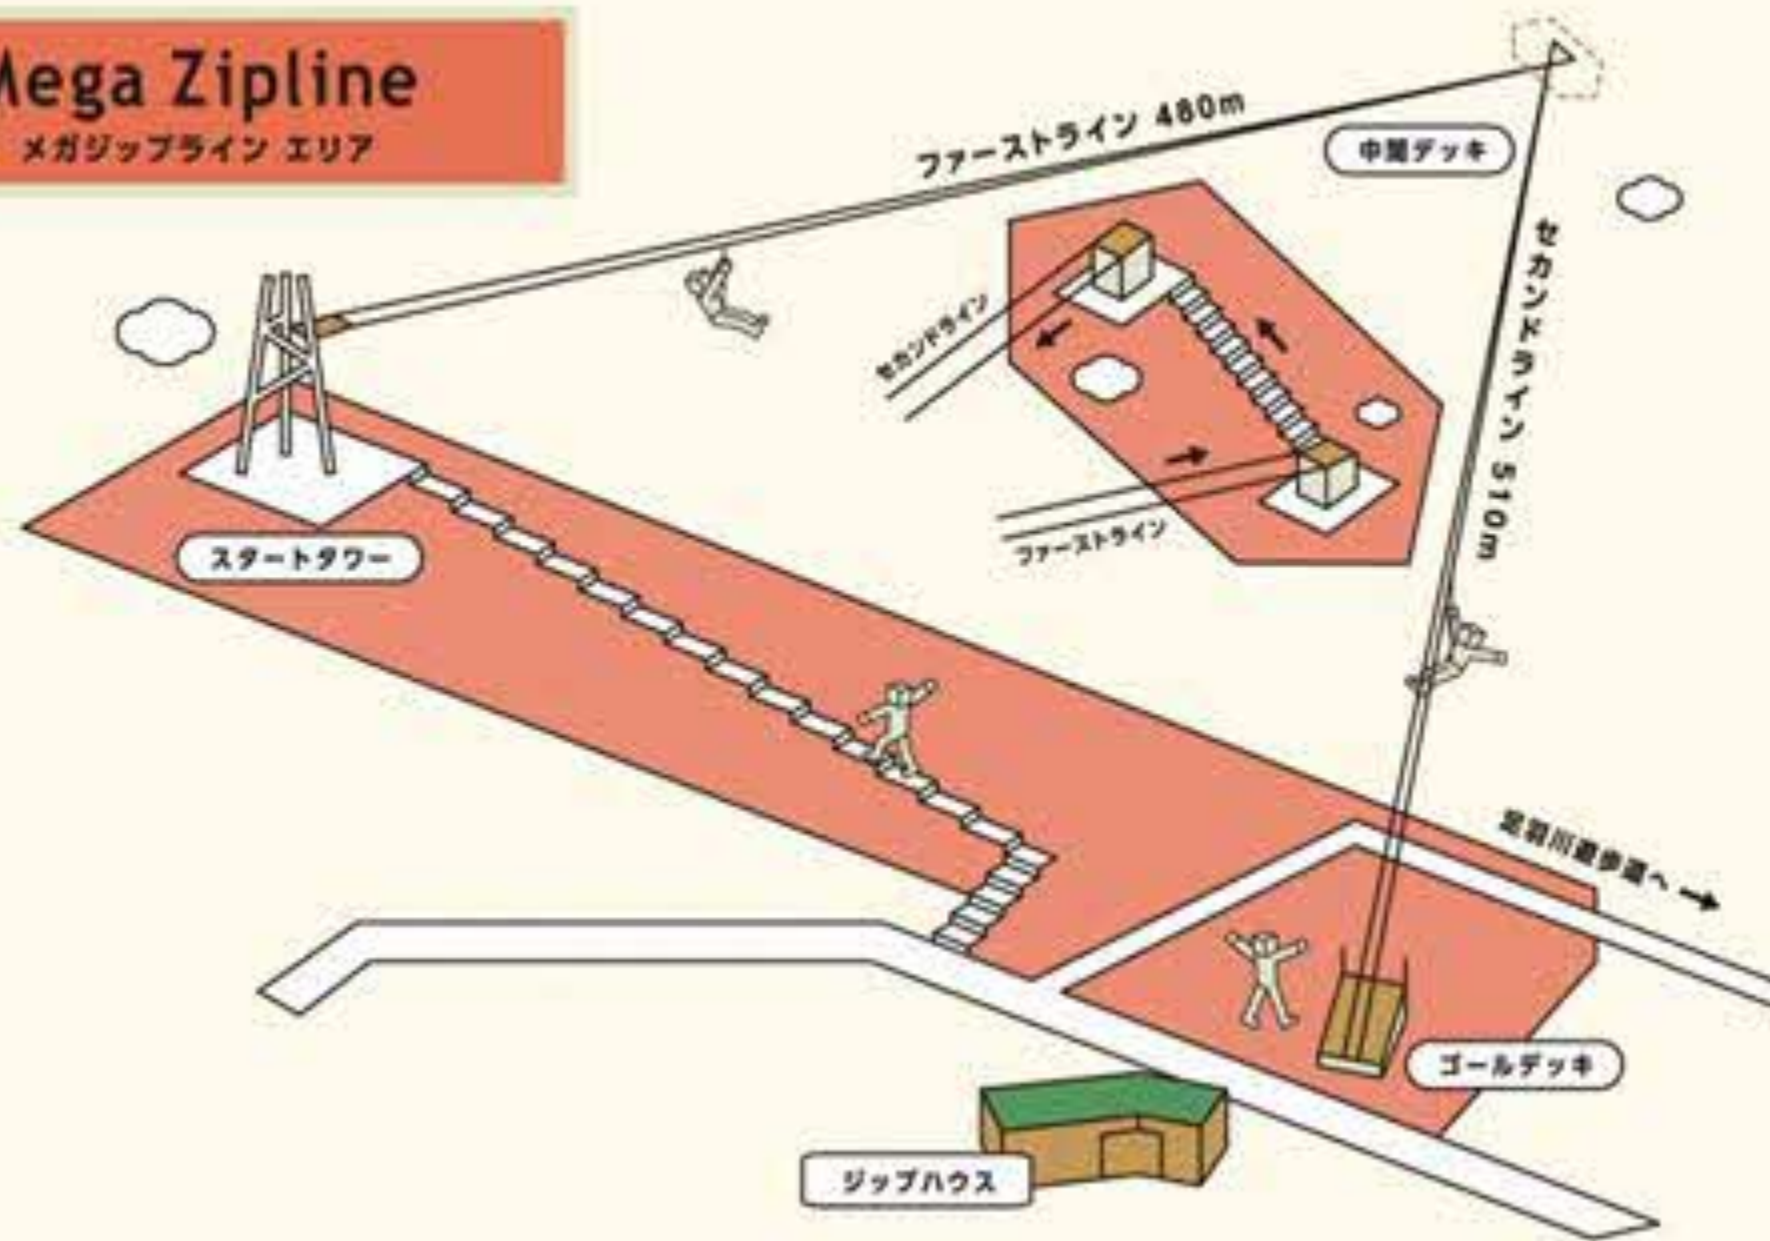 Mega Zipline
メガジップライン エリア
ファーストライン 480m
中間デッキ
セカンドライン 510m
セカンドライン
ファーストライン
スタートタワー
ゴールデッキ
ジップハウス